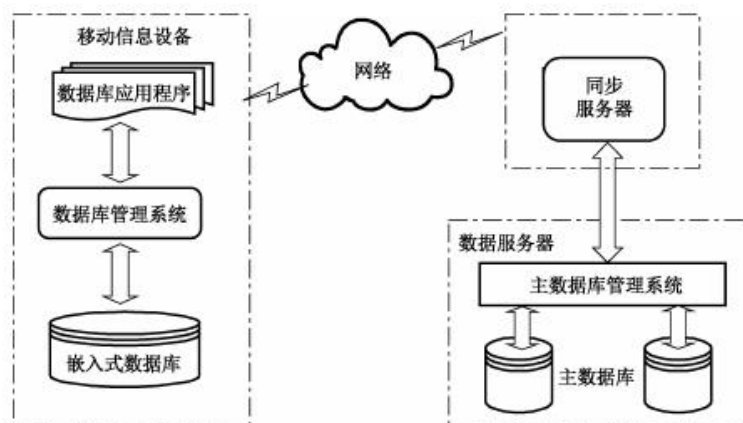 移动信息设备
数据库应用程序
数据库管理系统
嵌入式数据库
网络
同步
服务器
数据服务器
主数据库管理系统
主数据库